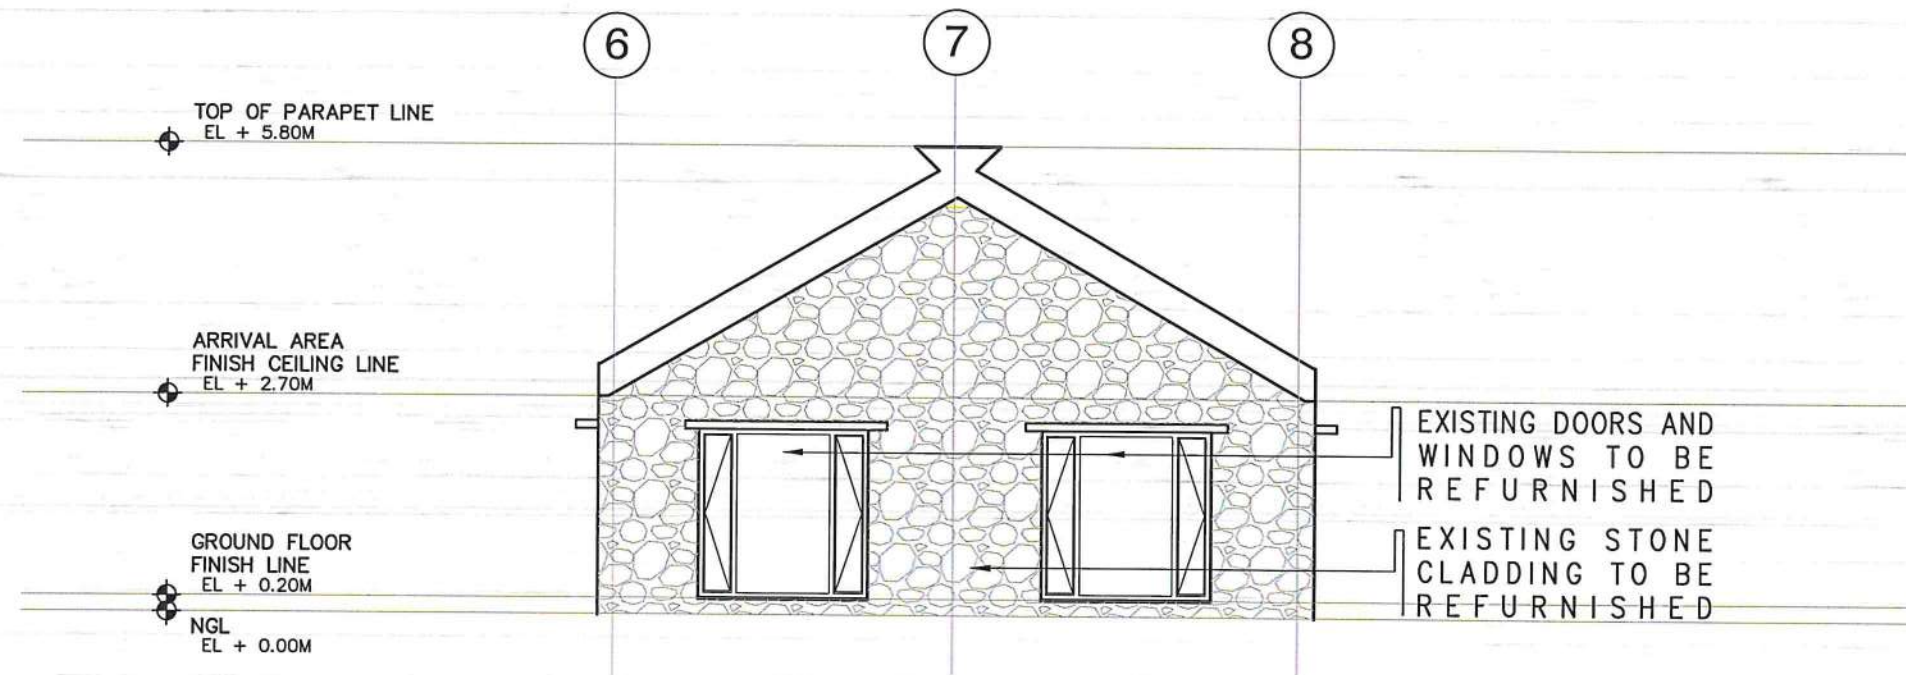 6
7
8
TOP OF PARAPET LINE
EL + 5.80M
ARRIVAL AREA
FINISH CEILING LINE
EL + 2.70M
EXISTING DOORS AND
WINDOWS TO BE
REFURNISHED
GROUND FLOOR
FINISH LINE
EL + 0.20M
EXISTING STONE
CLADDING TO BE
REFURNISHED
NGL
EL + 0.00M